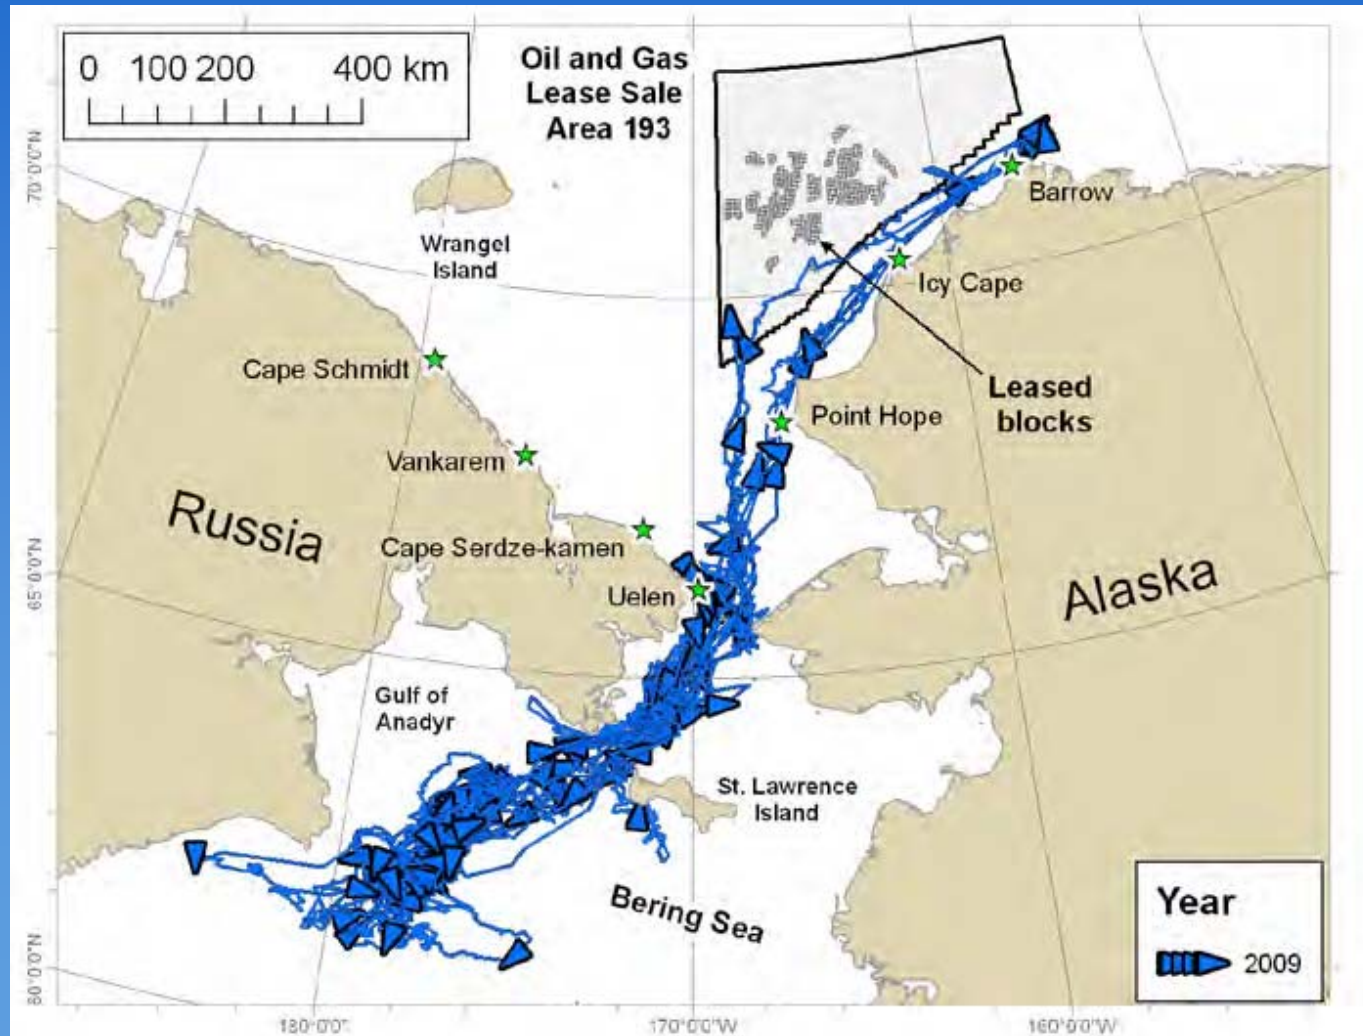 0 100 200 400 km
Oil and Gas
Lease Sale
Area 193
Barrow
Wrangel
Island
Icy Cape
Cape Schmidt
Leased
blocks
Point Hope
Vankarem
Russia
Cape Serdze-kamen
Alaska
Uelen
Gulf of
Anadyr
St. Lawrence
Island
Bering Sea
Year
2009
70°0'0"N
65°0'0"N
60°0'0"N
180°0'0"
170°0'0"W
160°0'0"W